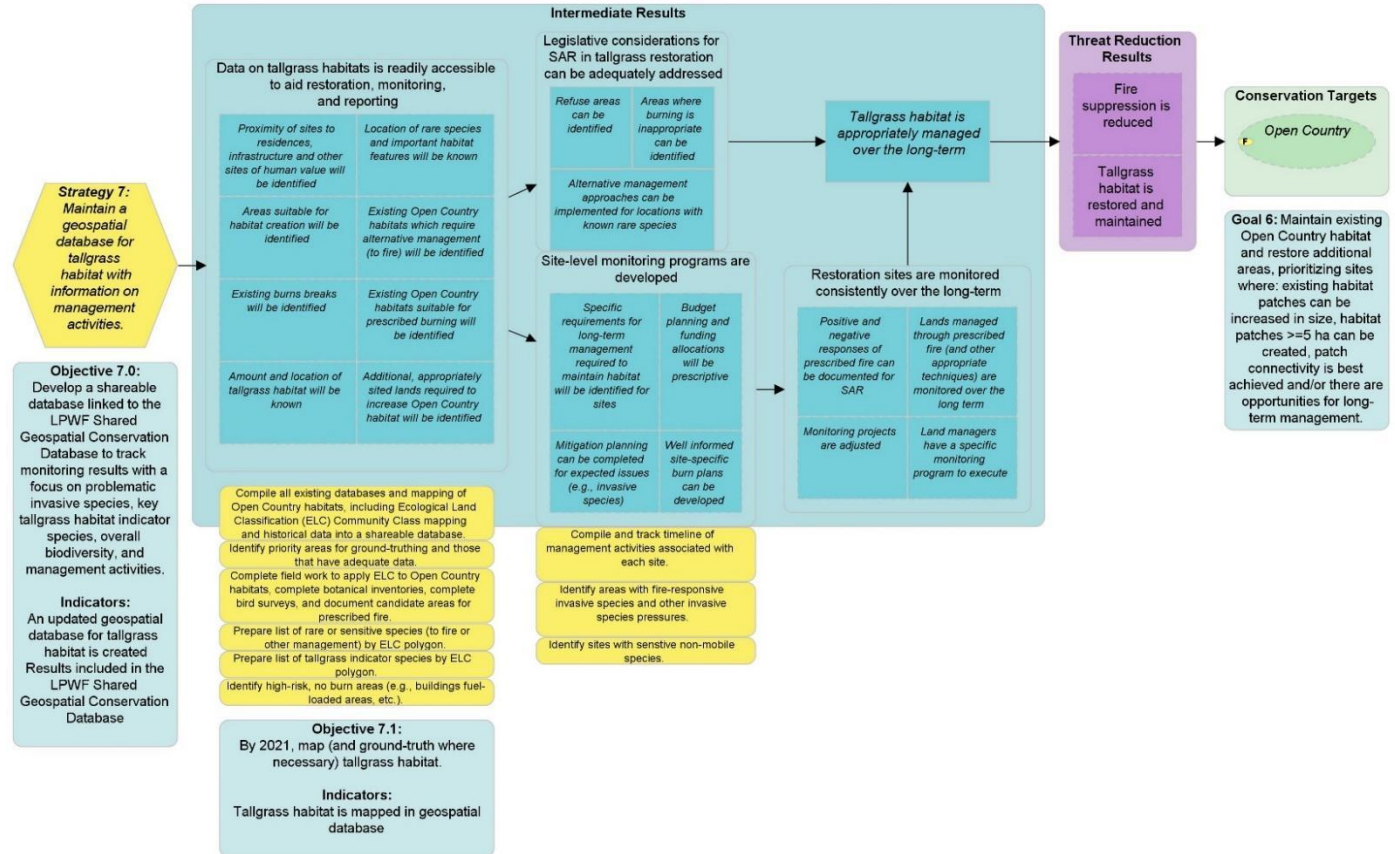 Intermediate Results
Strategy 7:
Maintain a
geospatial
database for
tallgrass
habitat with
information on
management
activities.
Objective 7.0:
Develop a shareable
database linked to the
LPWF Shared
Geospatial Conservation
Database to track
monitoring results with a
focus on problematic
invasive species, key
tallgrass habitat indicator
species, overall
biodiversity, and
management activities.
Indicators:
An updated geospatial
database for tallgrass
habitat is created
Results included in the
LPWF Shared
Geospatial Conservation
Database
Data on tallgrass habitats is readily accessible
to aid restoration, monitoring,
and reporting
Proximity of sites to
residences,
infrastructure and other
sites of human value will
be identified
Location of rare species
and important habitat
features will be known
Areas suitable for
habitat creation will be
identified
Existing Open Country
habitats which require
alternative management
(to fire) will be identified
Existing burns breaks
will be identified
Existing Open Country
habitats suitable for
prescribed burning will
be identified
Amount and location of
tallgrass habitat will be
known
Additional, appropriately
sited lands required to
increase Open Country
habitat will be identified
Compile all existing databases and mapping of
Open Country habitats, including Ecological Land
Classification (ELC) Community Class mapping
and historical data into a shareable database.
Identify priority areas for ground-truthing and those
that have adequate data.
Complete field work to apply ELC to Open Country
habitats, complete botanical inventories, complete
bird surveys, and document candidate areas for
prescribed fire.
Prepare list of rare or sensitive species (to fire or
other management) by ELC polygon.
Prepare list of tallgrass indicator species by ELC
polygon.
Identify high-risk, no burn areas (e.g., buildings fuel-
loaded areas, etc.).
Objective 7.1:
By 2021, map (and ground-truth where
necessary) tallgrass habitat.
Indicators:
Tallgrass habitat is mapped in geospatial
database
Legislative considerations for
SAR in tallgrass restoration
can be adequately addressed
Refuse areas
can be
identified
Areas where
burning is
inappropriate
can be
identified
Alternative management
approaches can be
implemented for locations with
known rare species
Site-level monitoring programs are
developed
Specific
requirements for
long-term
management
required to
maintain habitat
will be identified for
sites
Budget
planning and
funding
allocations
will be
prescriptive
Mitigation planning
can be completed
for expected issues
(e.g., invasive
species)
Well informed
site-specific
burn plans
can be
developed
Compile and track timeline of
management activities associated with
each site.
Identify areas with fire-responsive
invasive species and other invasive
species pressures.
Identify sites with senstive non-mobile
species.
Tallgrass habitat is
appropriately managed
over the long-term
Restoration sites are monitored
consistently over the long-term
Positive and
negative
responses of
prescribed fire can
be documented for
SAR
Lands managed
through prescribed
fire (and other
appropriate
techniques) are
monitored over the
long term
Monitoring projects
are adjusted
Land managers
have a specific
monitoring
program to execute
Threat Reduction
Results
Fire
suppression is
reduced
Tallgrass
habitat is
restored and
maintained
Conservation Targets
Open Country
F
Goal 6: Maintain existing
Open Country habitat
and restore additional
areas, prioritizing sites
where: existing habitat
patches can be
increased in size, habitat
patches >=5 ha can be
created, patch
connectivity is best
achieved and/or there are
opportunities for long-
term management.